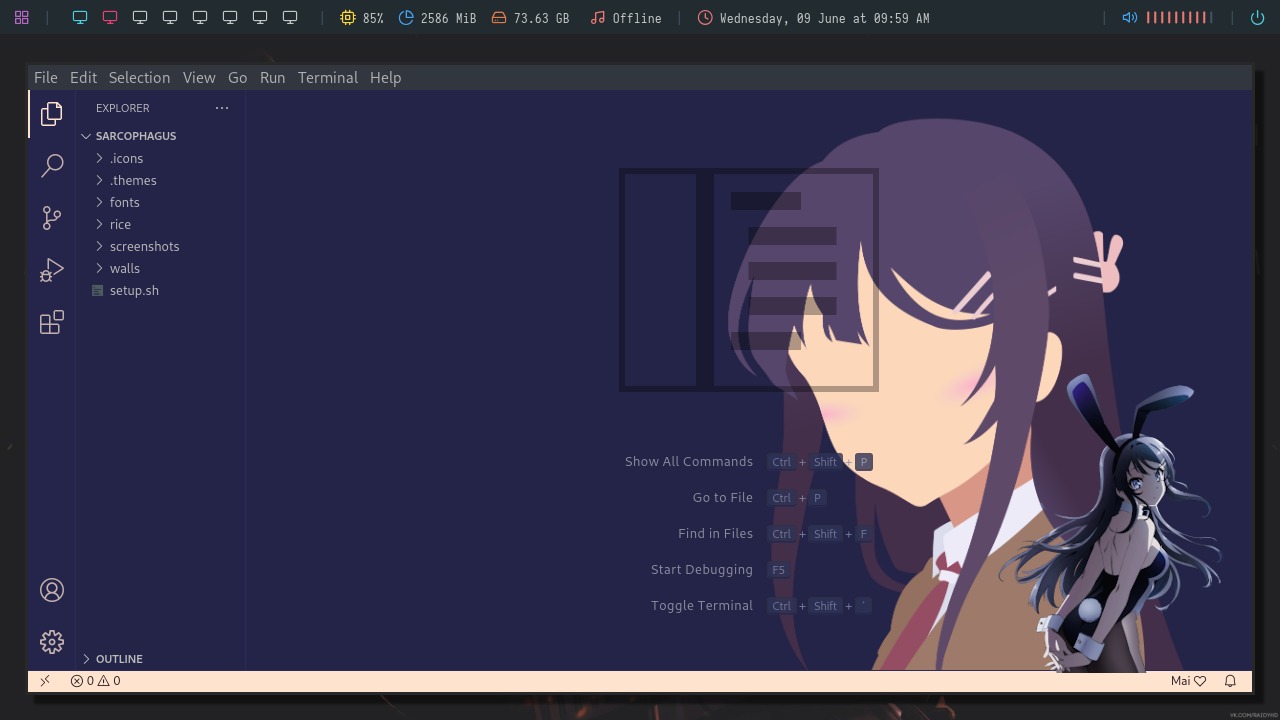 85% 2586 MiB 73.63 GB Offline Wednesday, 09 June at 09:59 AM
File Edit Selection View Go Run Terminal Help
EXPLORER
SARCOPHAGUS
.icons
.themes
fonts
rice
screenshots
walls
setup.sh
Show All Commands Ctrl + Shift + P
Go to File Ctrl + P
Find in Files Ctrl + Shift + F
Start Debugging F5
Toggle Terminal Ctrl + Shift + `
OUTLINE
0 0 Mai